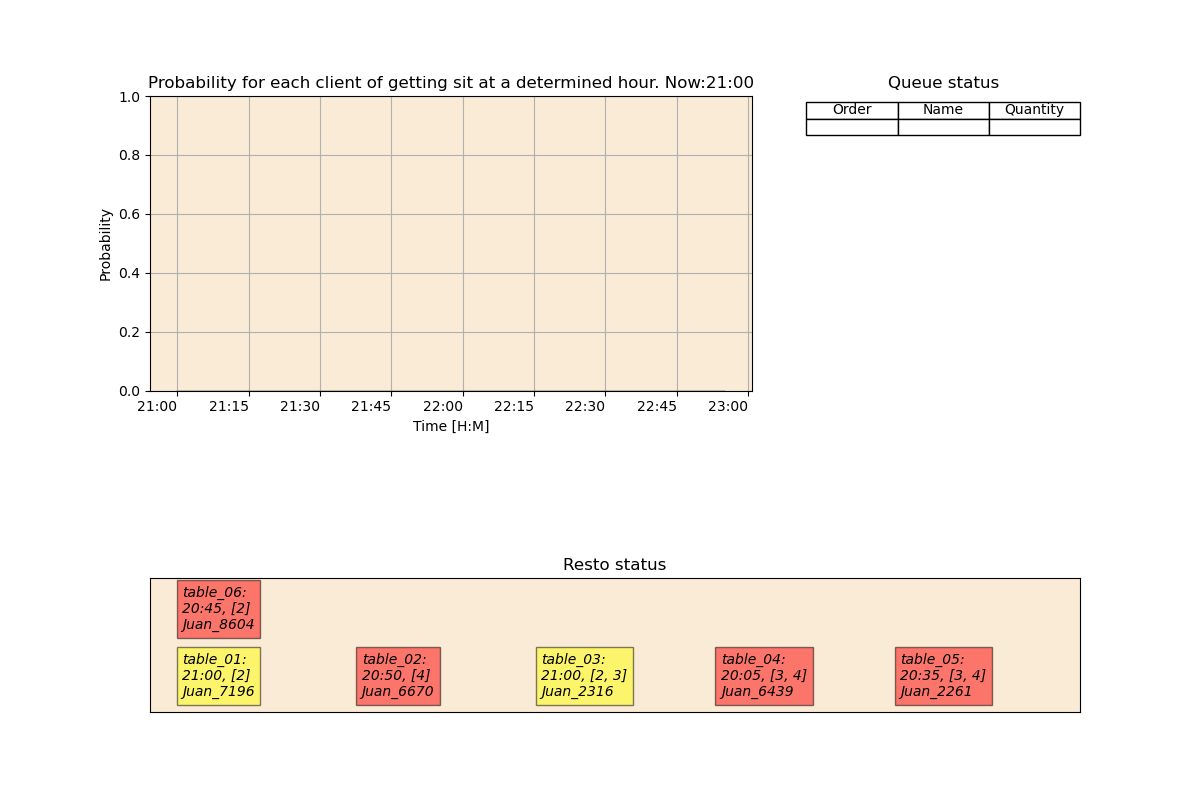 Probability for each client of getting sit at a determined hour. Now:21:00
1.0
0.8
0.6
0.4
0.2
0.0
Probability
21:00 21:15 21:30 21:45 22:00 22:15 22:30 22:45 23:00
Time [H:M]
Queue status
Order Name Quantity
Resto status
table_06:
20:45, [2]
Juan_8604
table_01:
21:00, [2]
Juan_7196
table_02:
20:50, [4]
Juan_6670
table_03:
21:00, [2, 3]
Juan_2316
table_04:
20:05, [3, 4]
Juan_6439
table_05:
20:35, [3, 4]
Juan_2261